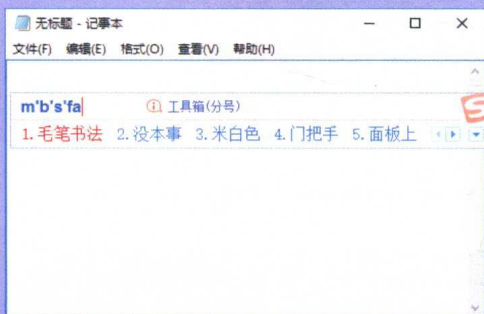 无标题 - 记事本
文件(F) 编辑(E) 格式(O) 查看(V) 帮助(H)
m'b's'fa 工具箱(分号)
1.毛笔书法 2.没本事 3.米白色 4.门把手 5.面板上